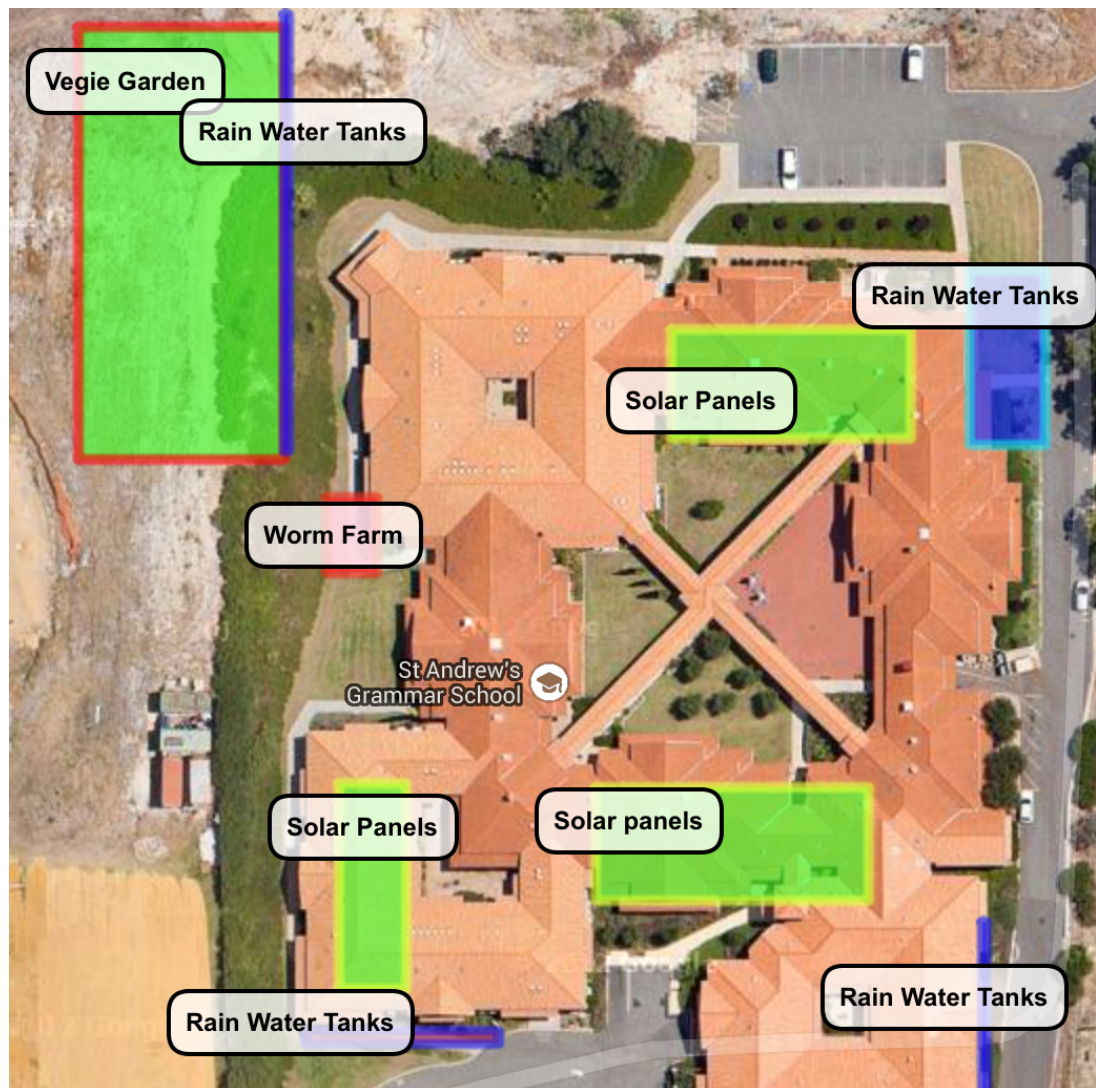 Vegie Garden
Rain Water Tanks
Rain Water Tanks
Solar Panels
Worm Farm
St Andrew's
Grammar School
Solar Panels
Solar panels
Rain Water Tanks
Rain Water Tanks